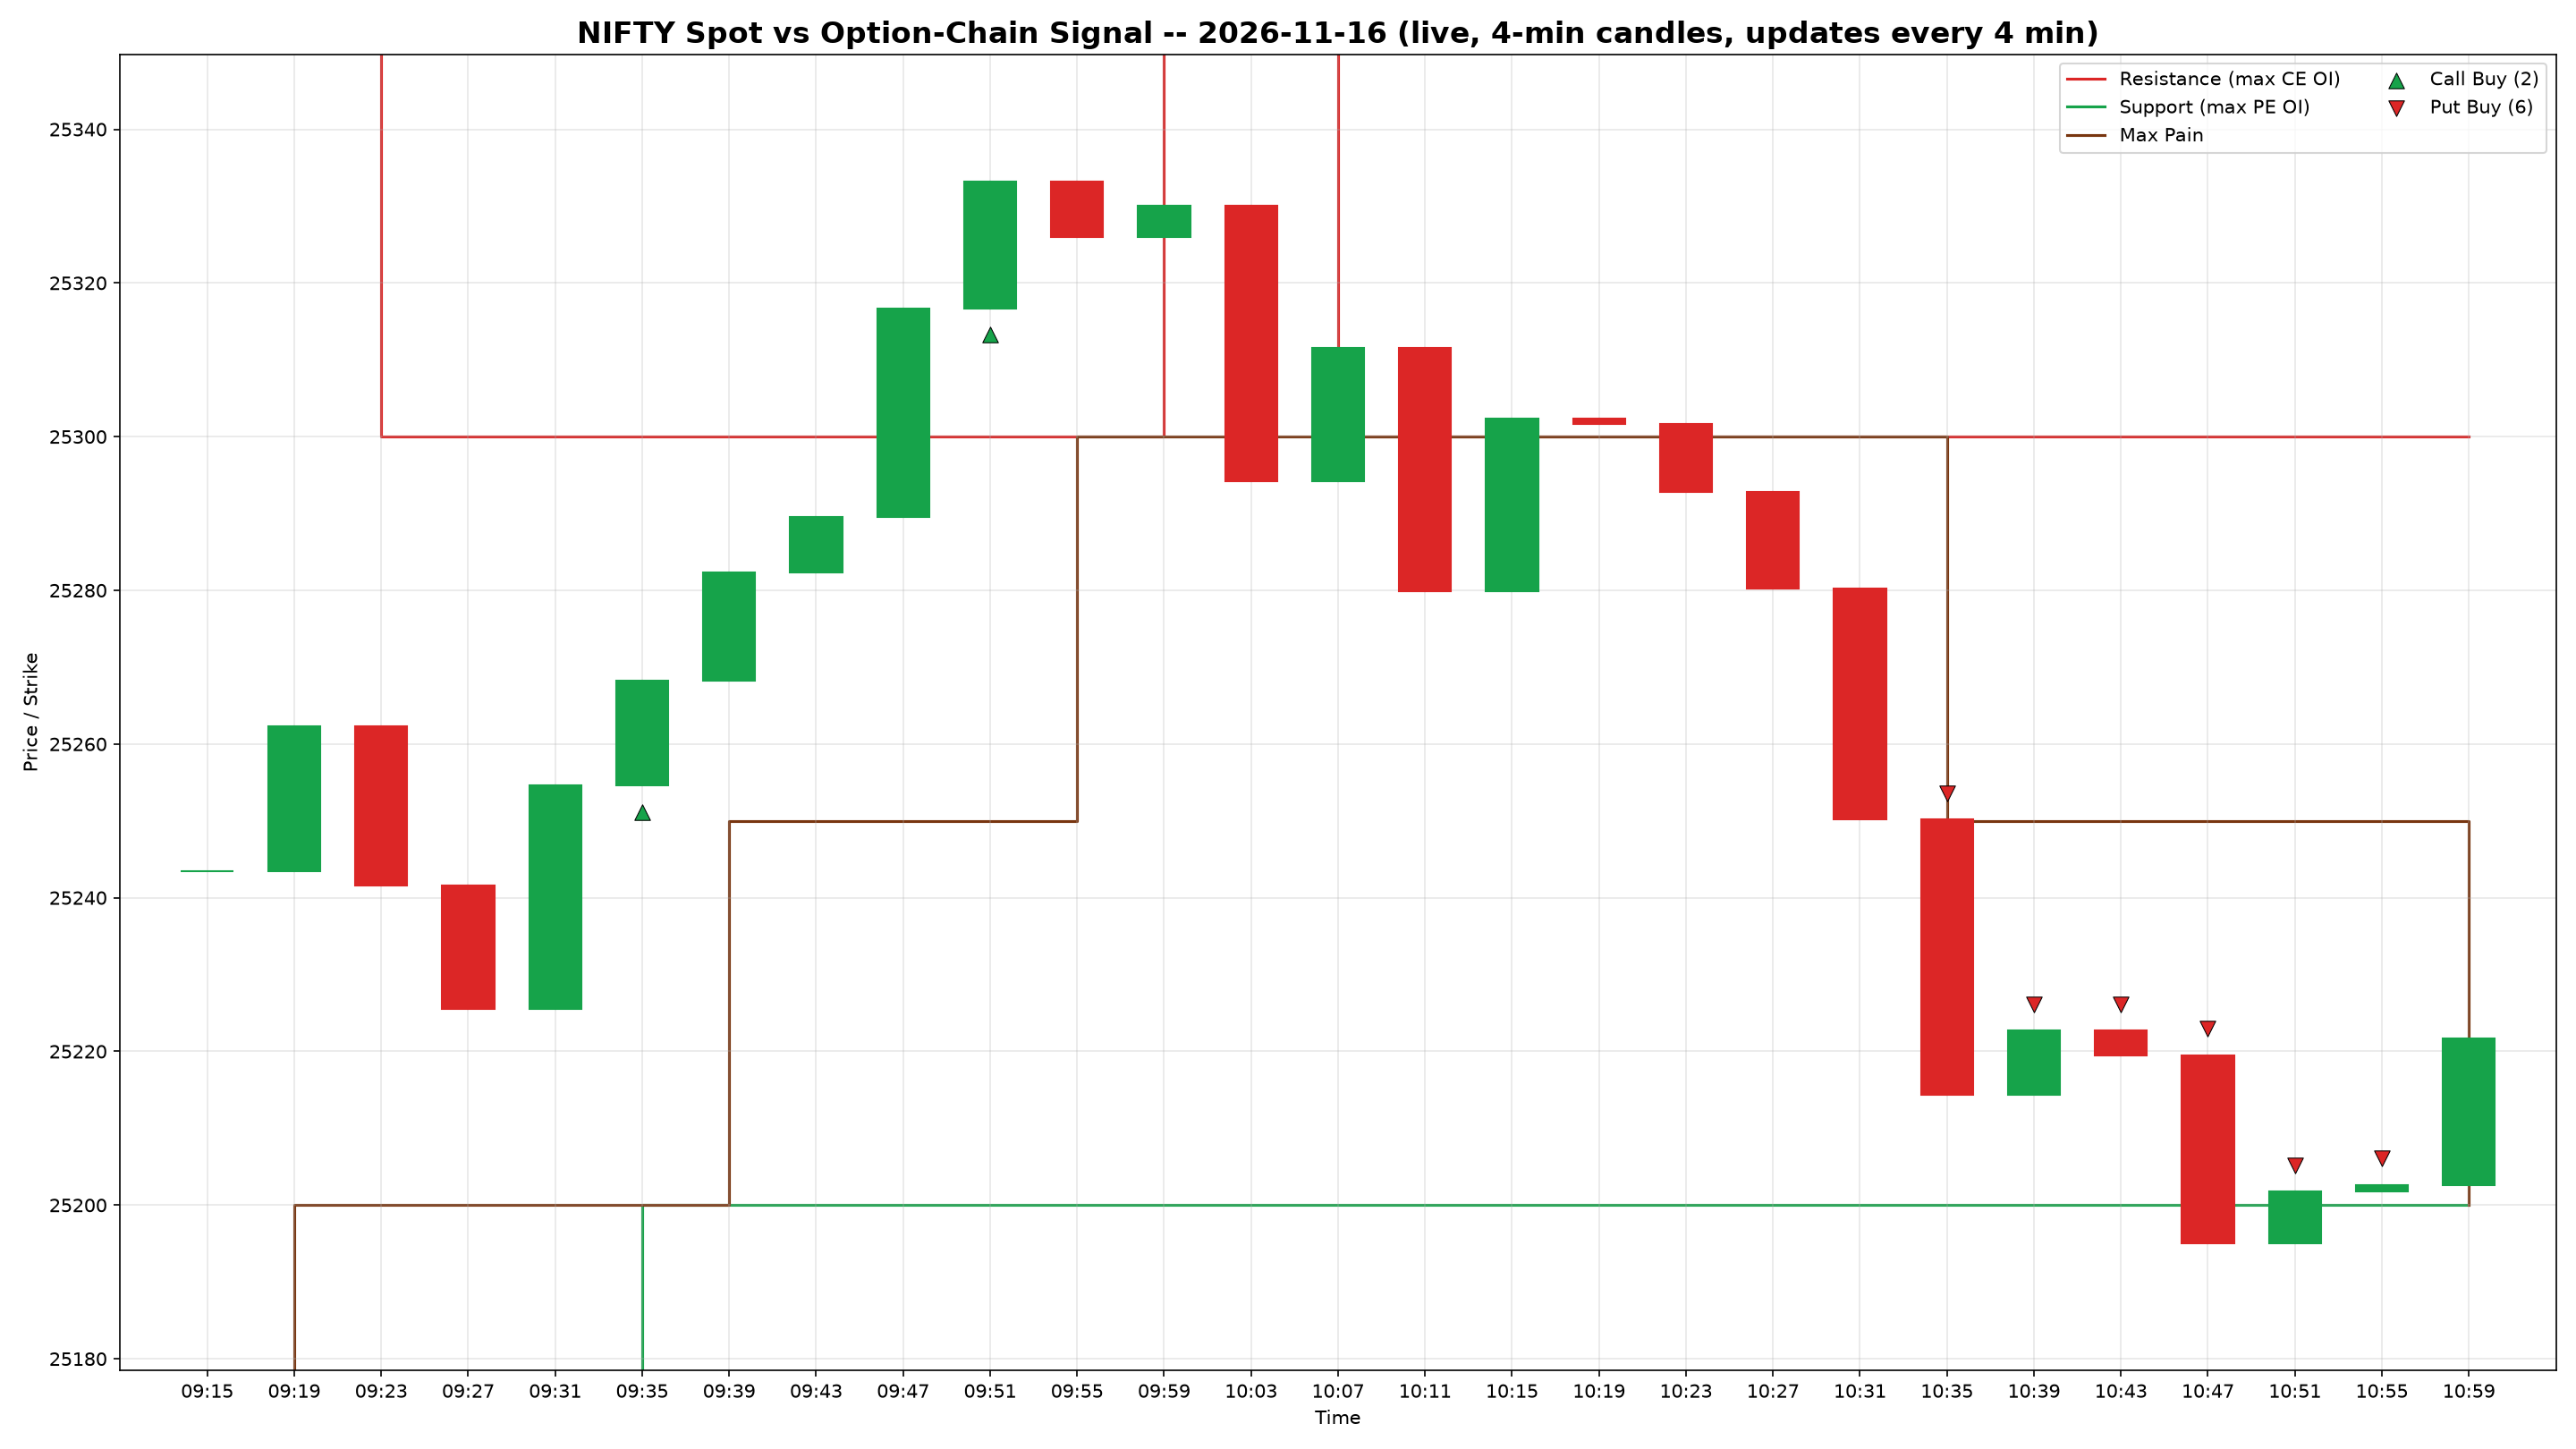 NIFTY Spot vs Option-Chain Signal -- 2026-11-16 (live, 4-min candles, updates every 4 min)
Resistance (max CE OI)
Support (max PE OI)
Max Pain
Call Buy (2)
Put Buy (6)
Price / Strike
25340
25320
25300
25280
25260
25240
25220
25200
25180
09:15 09:19 09:23 09:27 09:31 09:35 09:39 09:43 09:47 09:51 09:55 09:59 10:03 10:07 10:11 10:15 10:19 10:23 10:27 10:31 10:35 10:39 10:43 10:47 10:51 10:55 10:59
Time